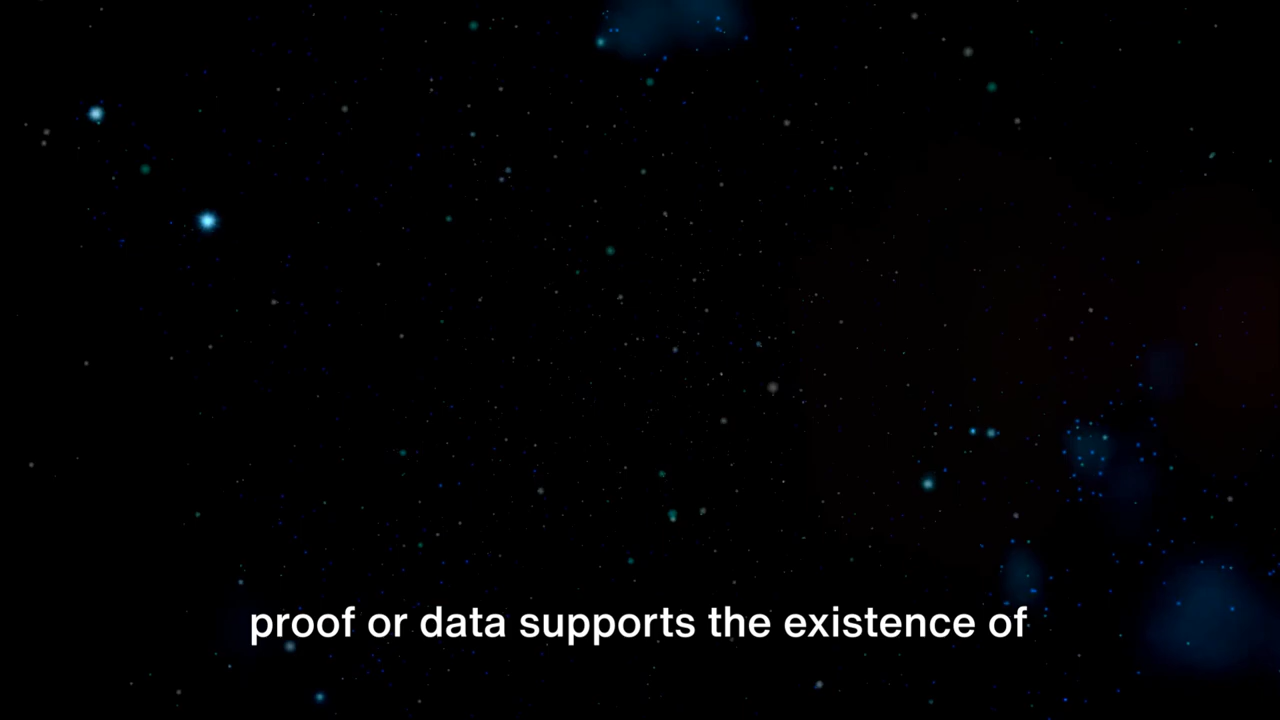 proof or data supports the existence of